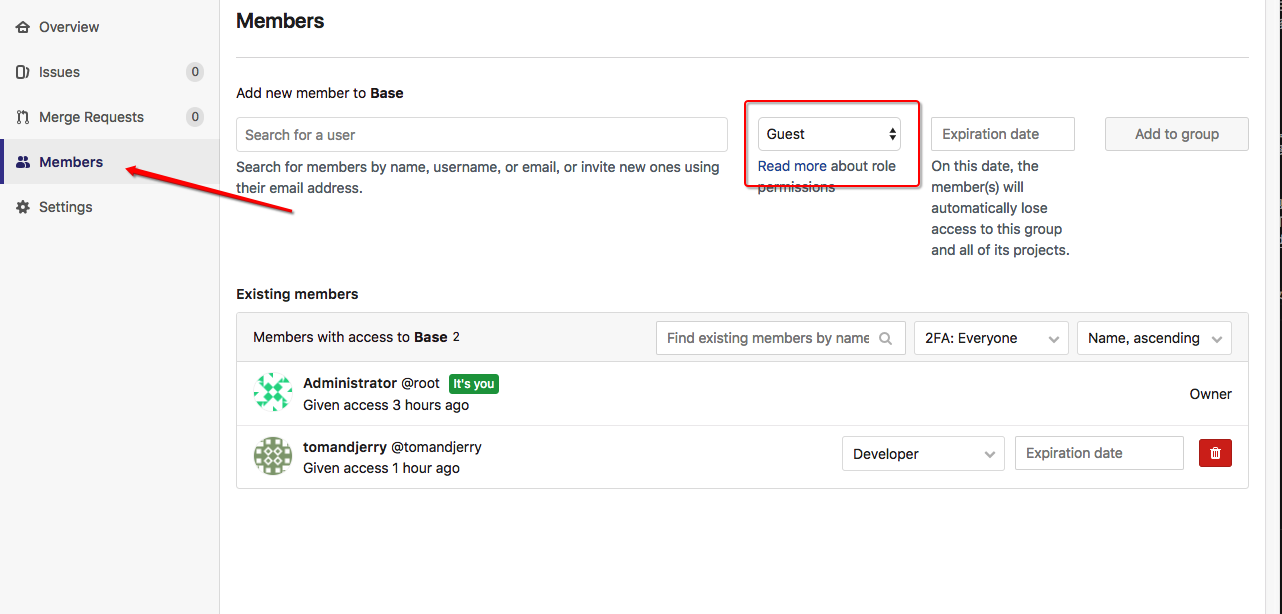 Overview
Issues 0
Merge Requests 0
Members
Settings
Members
Add new member to Base
Search for a user
Search for members by name, username, or email, or invite new ones using
their email address.
Guest
Read more about role
permissions
Expiration date
On this date, the
member(s) will
automatically lose
access to this group
and all of its projects.
Add to group
Existing members
Members with access to Base 2
Find existing members by name
2FA: Everyone
Name, ascending
Administrator @root It's you
Given access 3 hours ago
Owner
tomandjerry @tomandjerry
Given access 1 hour ago
Developer
Expiration date